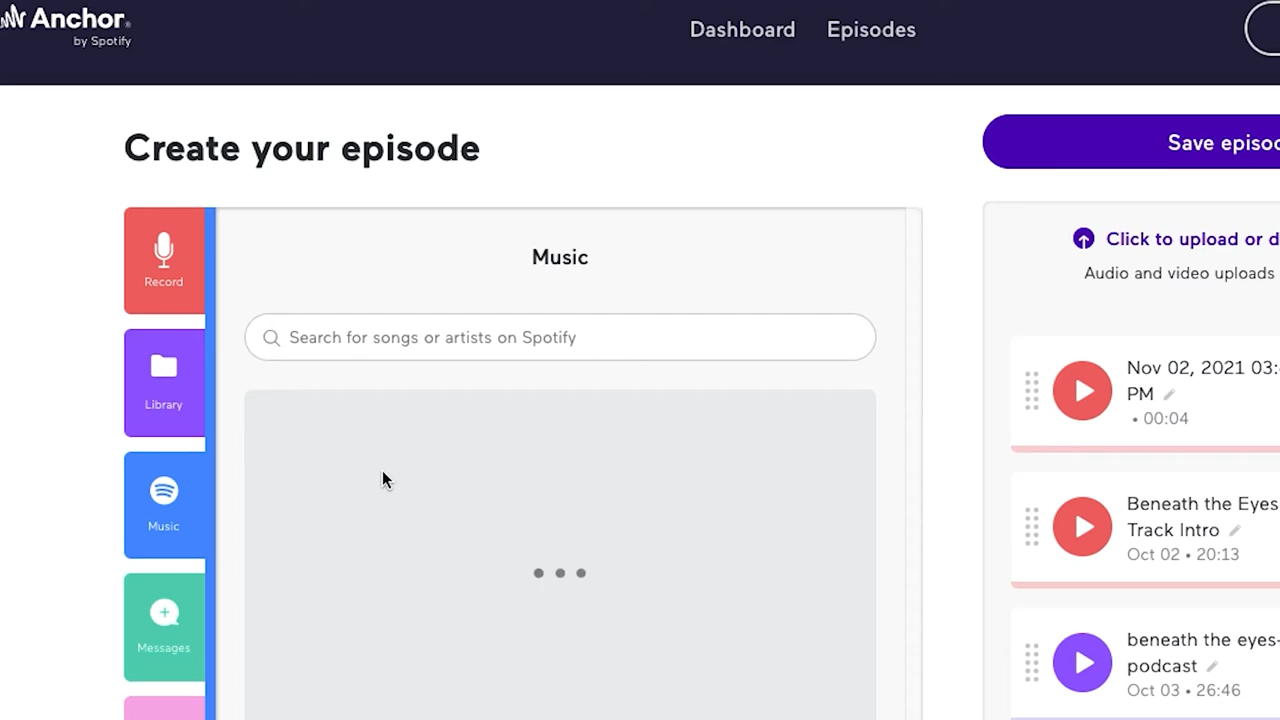 Anchor
by Spotify
Dashboard
Episodes
Create your episode
Record
Library
Music
Messages
Music
Search for songs or artists on Spotify
Save
Click to upload or
Audio and video uploads
Nov 02, 2021
PM
• 00:04
Beneath the Eyes
Track Intro
Oct 02 • 20:13
beneath the eyes-
podcast
Oct 03 • 26:46